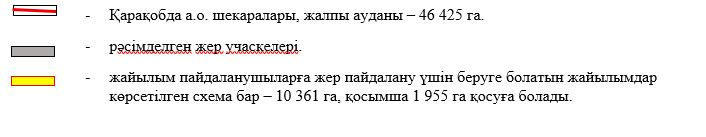 - Қарақобда а.о. шекаралары, жалпы ауданы – 46 425 га.
- рәсімделген жер учаскелері.
- жайылым пайдаланушыларға жер пайдалану үшін беруге болатын жайылымдар
көрсетілген схема бар – 10 361 га, қосымша 1 955 га қосуға болады.